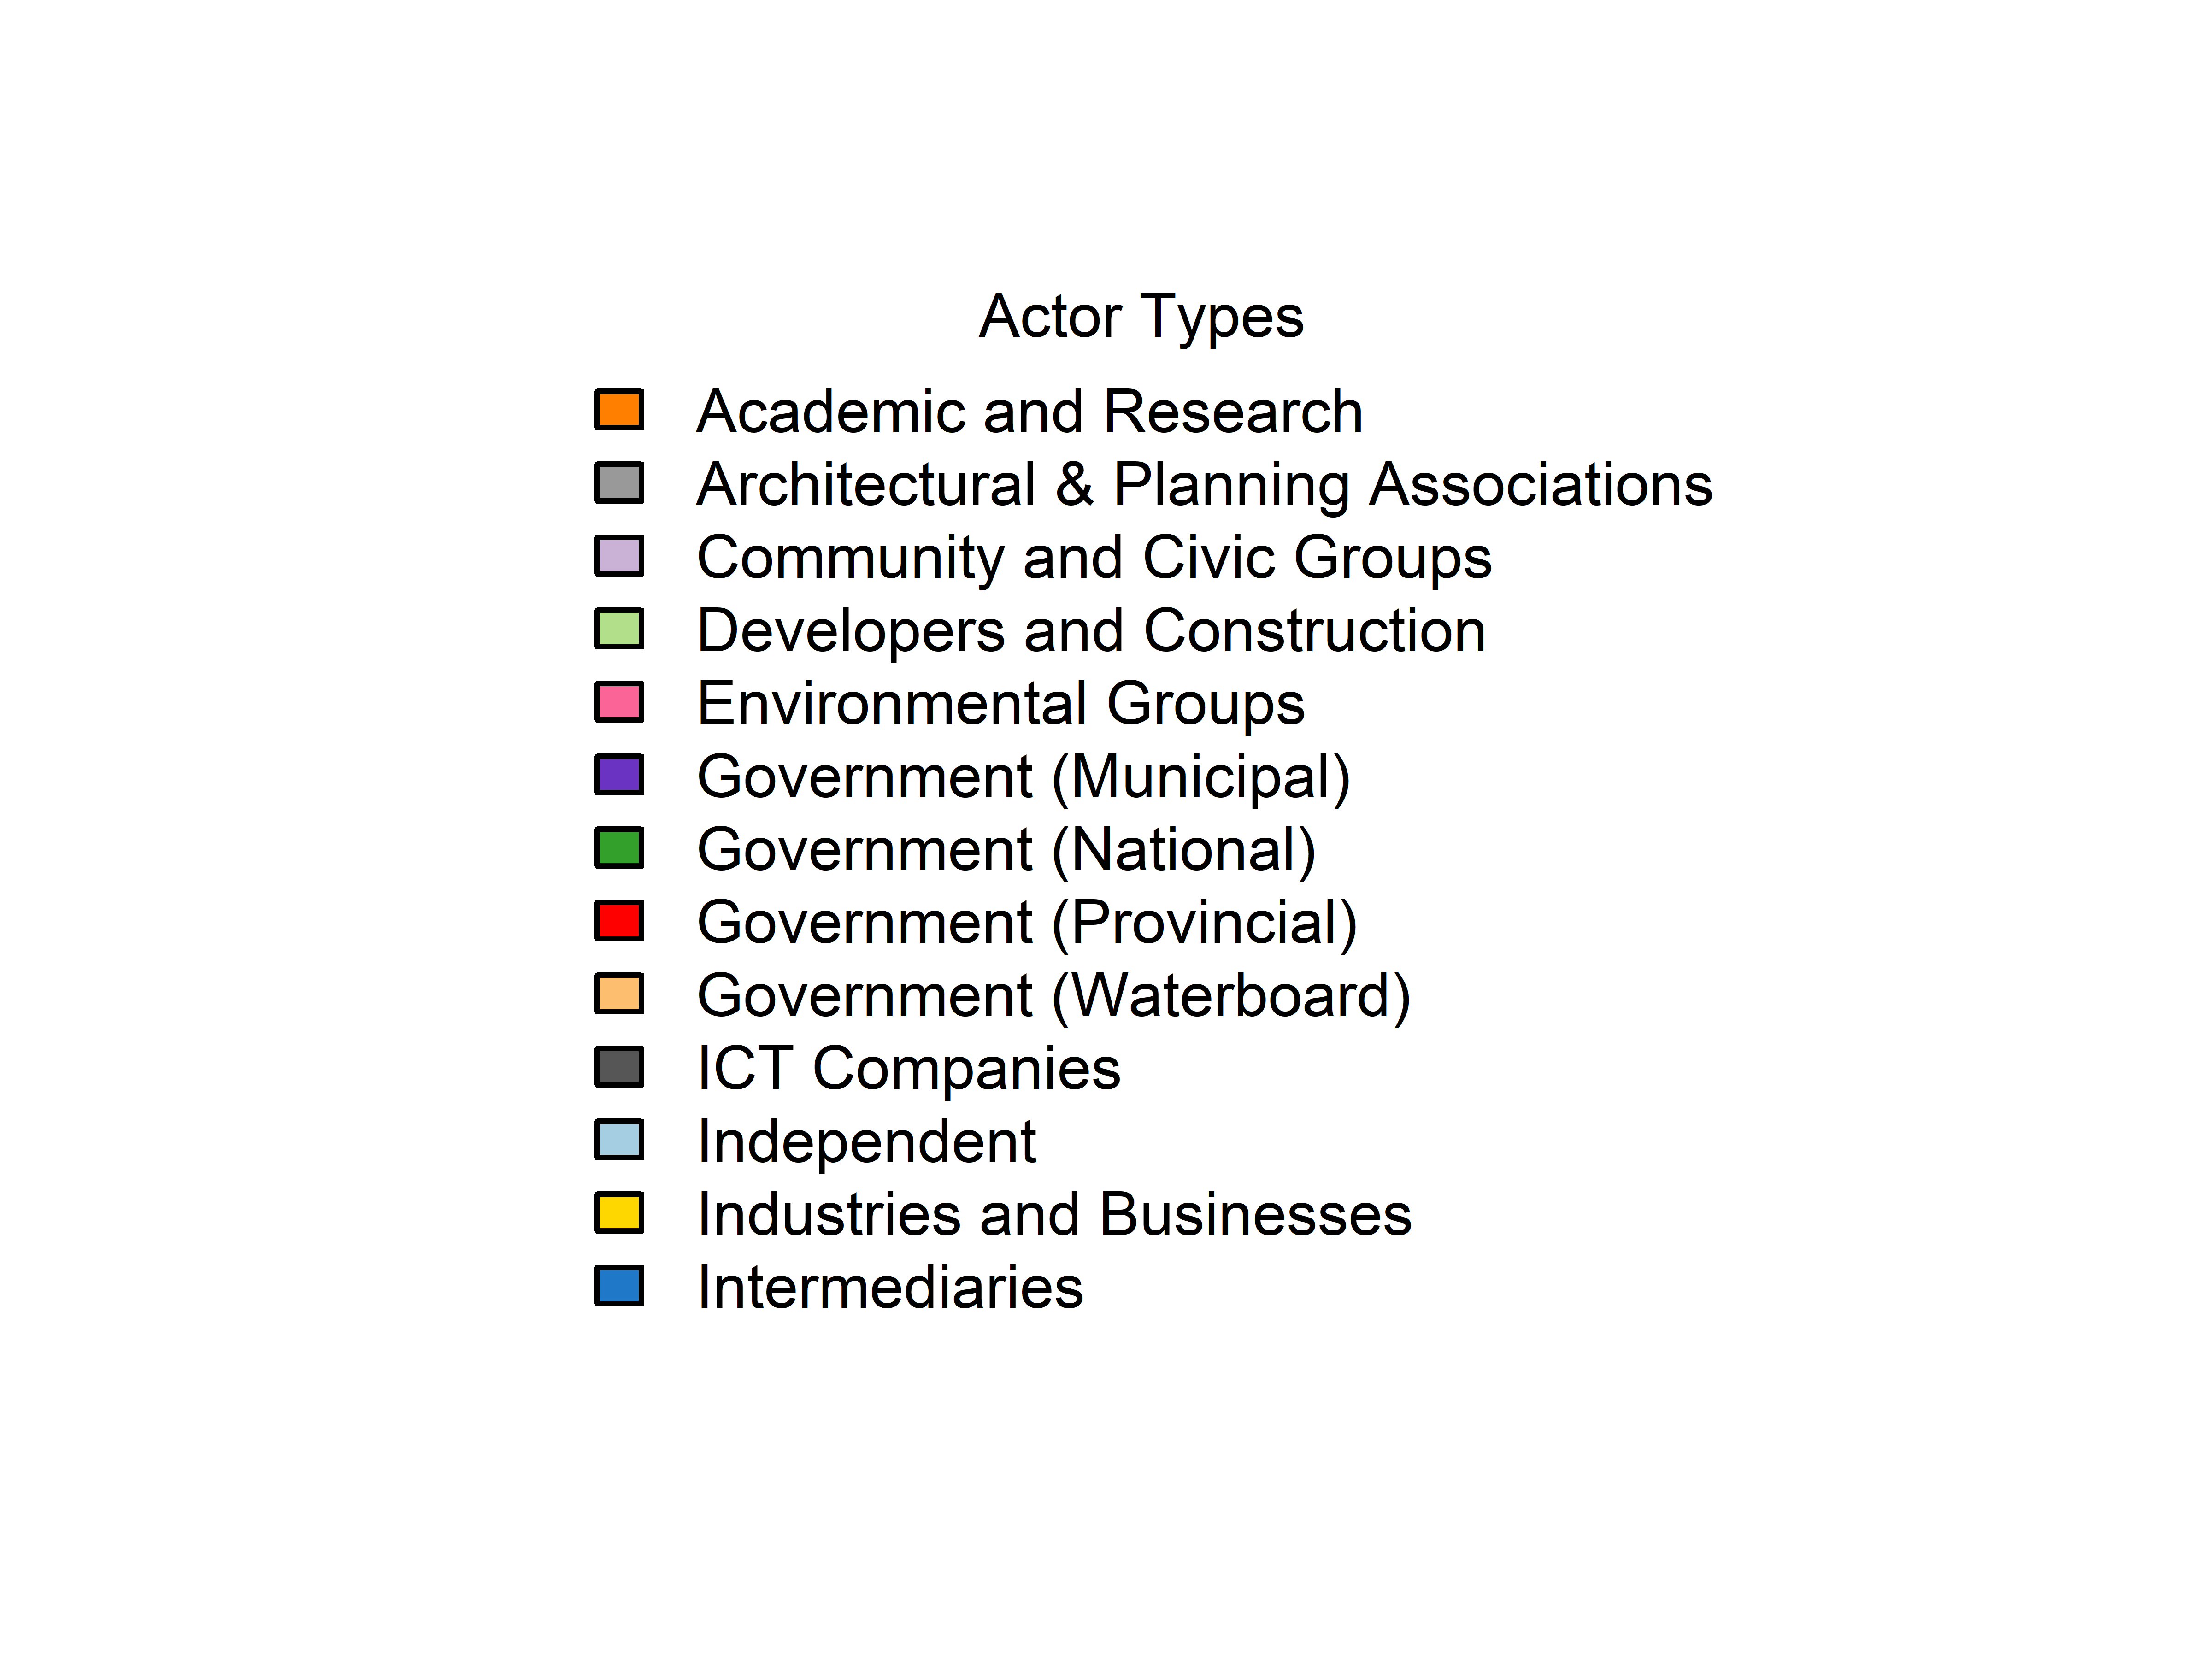 Actor Types
Academic and Research
Architectural & Planning Associations
Community and Civic Groups
Developers and Construction
Environmental Groups
Government (Municipal)
Government (National)
Government (Provincial)
Government (Waterboard)
ICT Companies
Independent
Industries and Businesses
Intermediaries